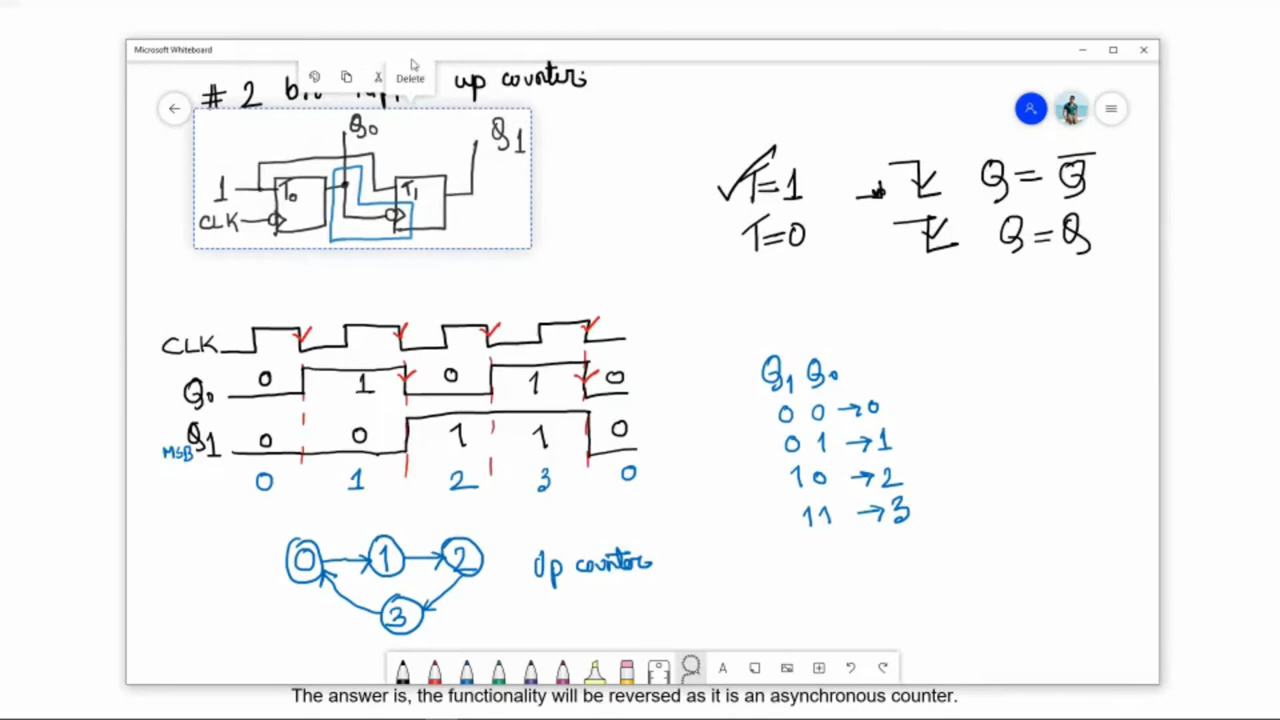 Microsoft Whiteboard
Delete
# 2 up counter
Q0 Q1
1 T0 T1
CLK
T=1 Q = Q̅
T=0 Q = Q
CLK
Q0 0 1 0 1 0
MSB Q1 0 0 1 1 0
0 1 2 3 0
Q1 Q0
0 0 → 0
0 1 → 1
1 0 → 2
1 1 → 3
0 1 2 Up counter
3
A
The answer is, the functionality will be reversed as it is an asynchronous counter.